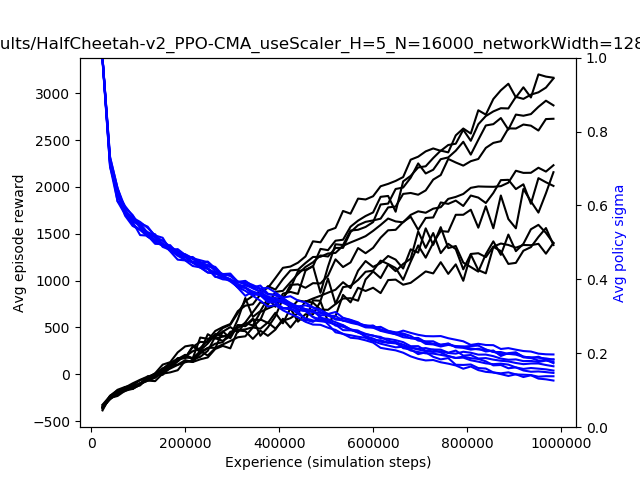 ults/HalfCheetah-v2_PPO-CMA_useScaler_H=5_N=16000_networkWidth=128
3000
2500
2000
1500
1000
500
0
−500
Avg episode reward
1.0
0.8
0.6
0.4
0.2
0.0
Avg policy sigma
0 200000 400000 600000 800000 1000000
Experience (simulation steps)